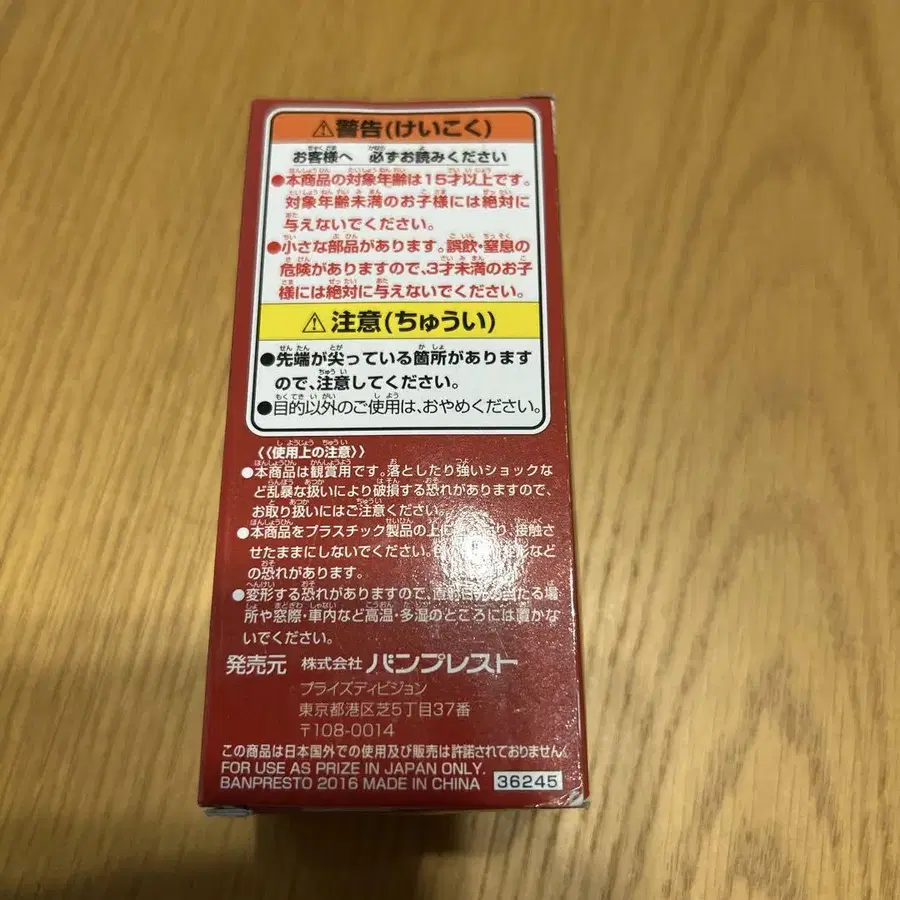 ⚠警告(けいこく)
お客様へ 必ずお読みください
●本商品の対象年齢は15才以上です。
対象年齢未満のお子様には絶対に
与えないでください。
●小さな部品があります。誤飲・窒息の
危険がありますので、3才未満のお子
様には絶対に与えないでください。
⚠注意(ちゅうい)
●先端が尖っている箇所があります
ので、注意してください。
●目的以外のご使用は、おやめください。
《使用上の注意》
●本商品は観賞用です。落としたり強いショックな
ど乱暴な扱いにより破損する恐れがありますので、
お取り扱いにはご注意ください。
●本商品をプラスチック製品の上に り、接触さ
せたままにしないでください。 変形など
の恐れがあります。
●変形する恐れがありますので、直射日光の当たる場
所や窓際・車内など高温・多湿のところには置かな
いでください。
発売元 株式会社 バンプレスト
プライズディビジョン
東京都港区芝5丁目37番
〒108-0014
この商品は日本国外での使用及び販売は許諾されておりません。
FOR USE AS PRIZE IN JAPAN ONLY.
BANPRESTO 2016 MADE IN CHINA 36245